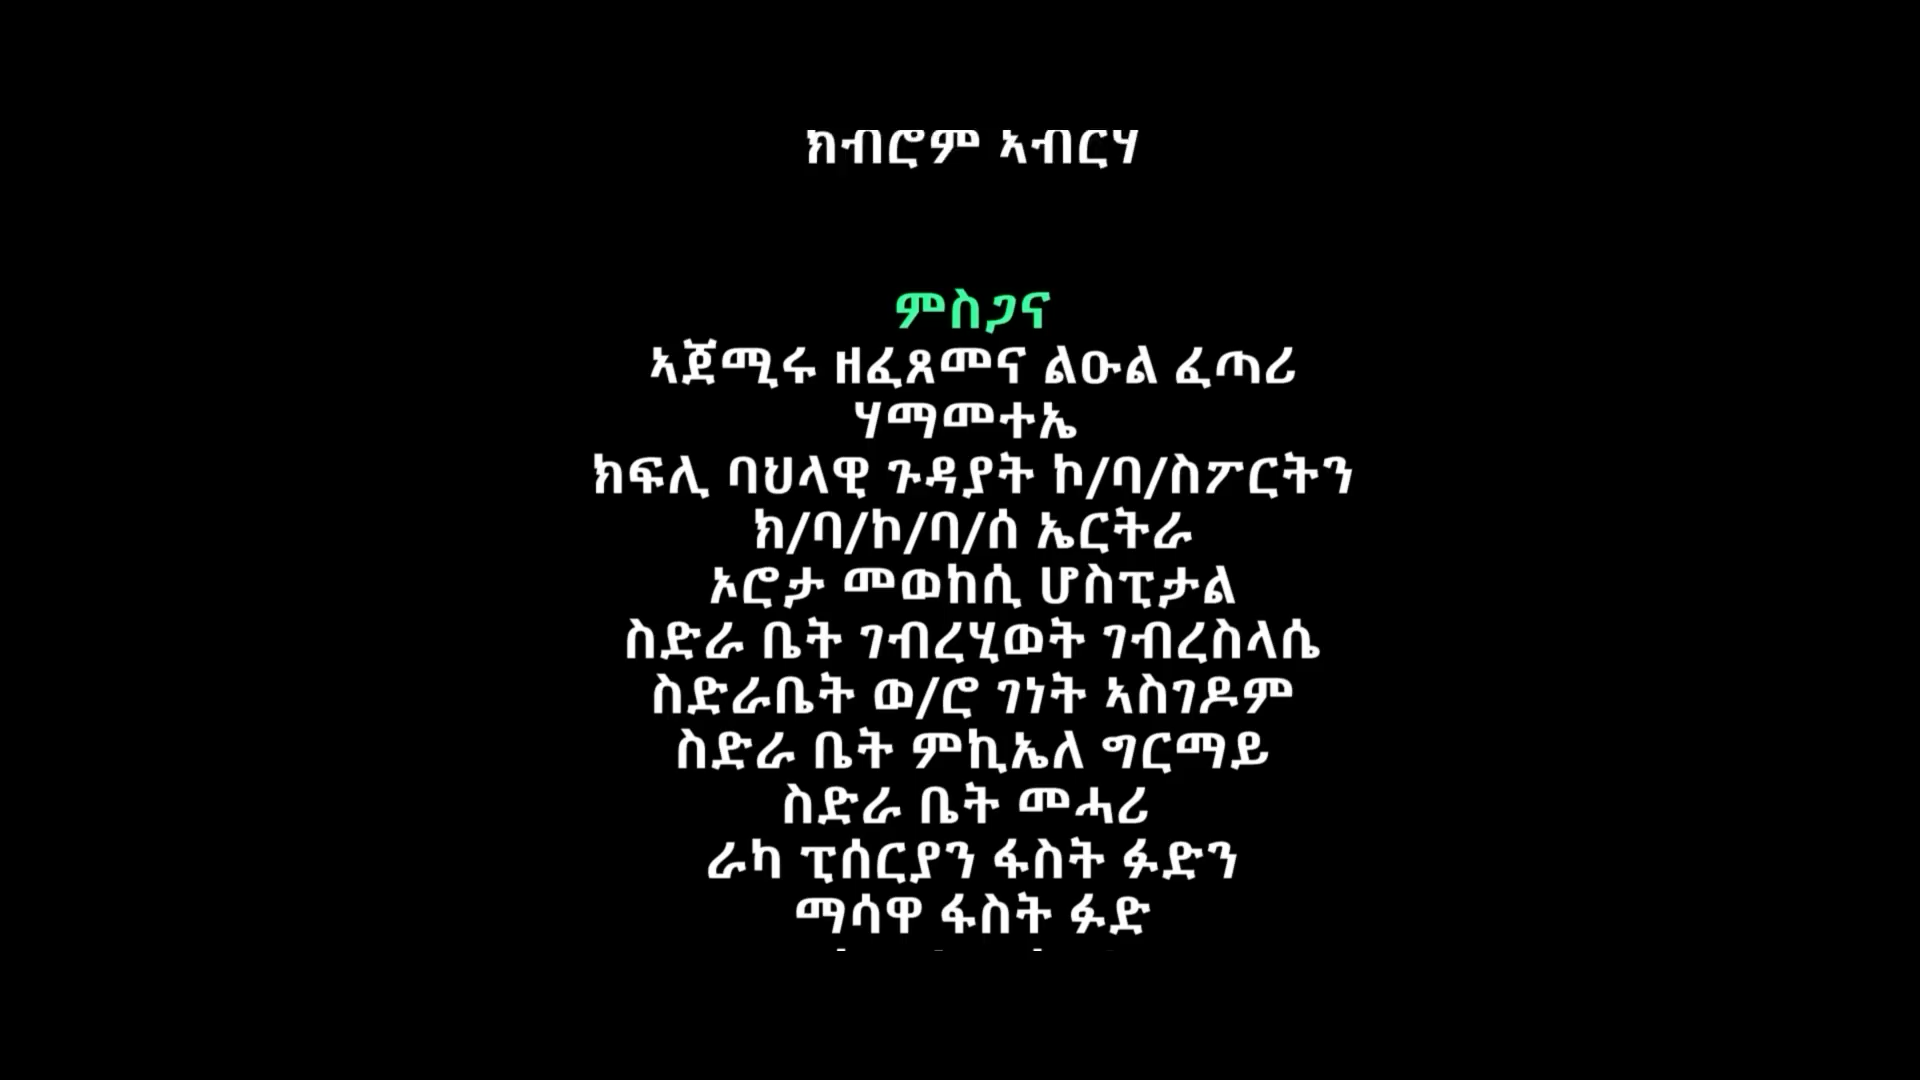 ክብሮም ኣብርሃ
ምስጋና
ኣጀሚሩ ዘፈጸመና ልዑል ፈጣሪ
ሃማመተኤ
ክፍሊ ባህላዊ ጉዳያት ኮ/ባ/ስፖርትን
ክ/ባ/ኮ/ባ/ሰ ኤርትራ
ኦሮታ መወከሲ ሆስፒታል
ስድራ ቤት ገብረሂወት ገብረስላሴ
ስድራቤት ወ/ሮ ገነት ኣስገዶም
ስድራ ቤት ምኪኤለ ግርማይ
ስድራ ቤት መሓሪ
ራካ ፒሰርያን ፋስት ፉድን
ማሳዋ ፋስት ፉድ